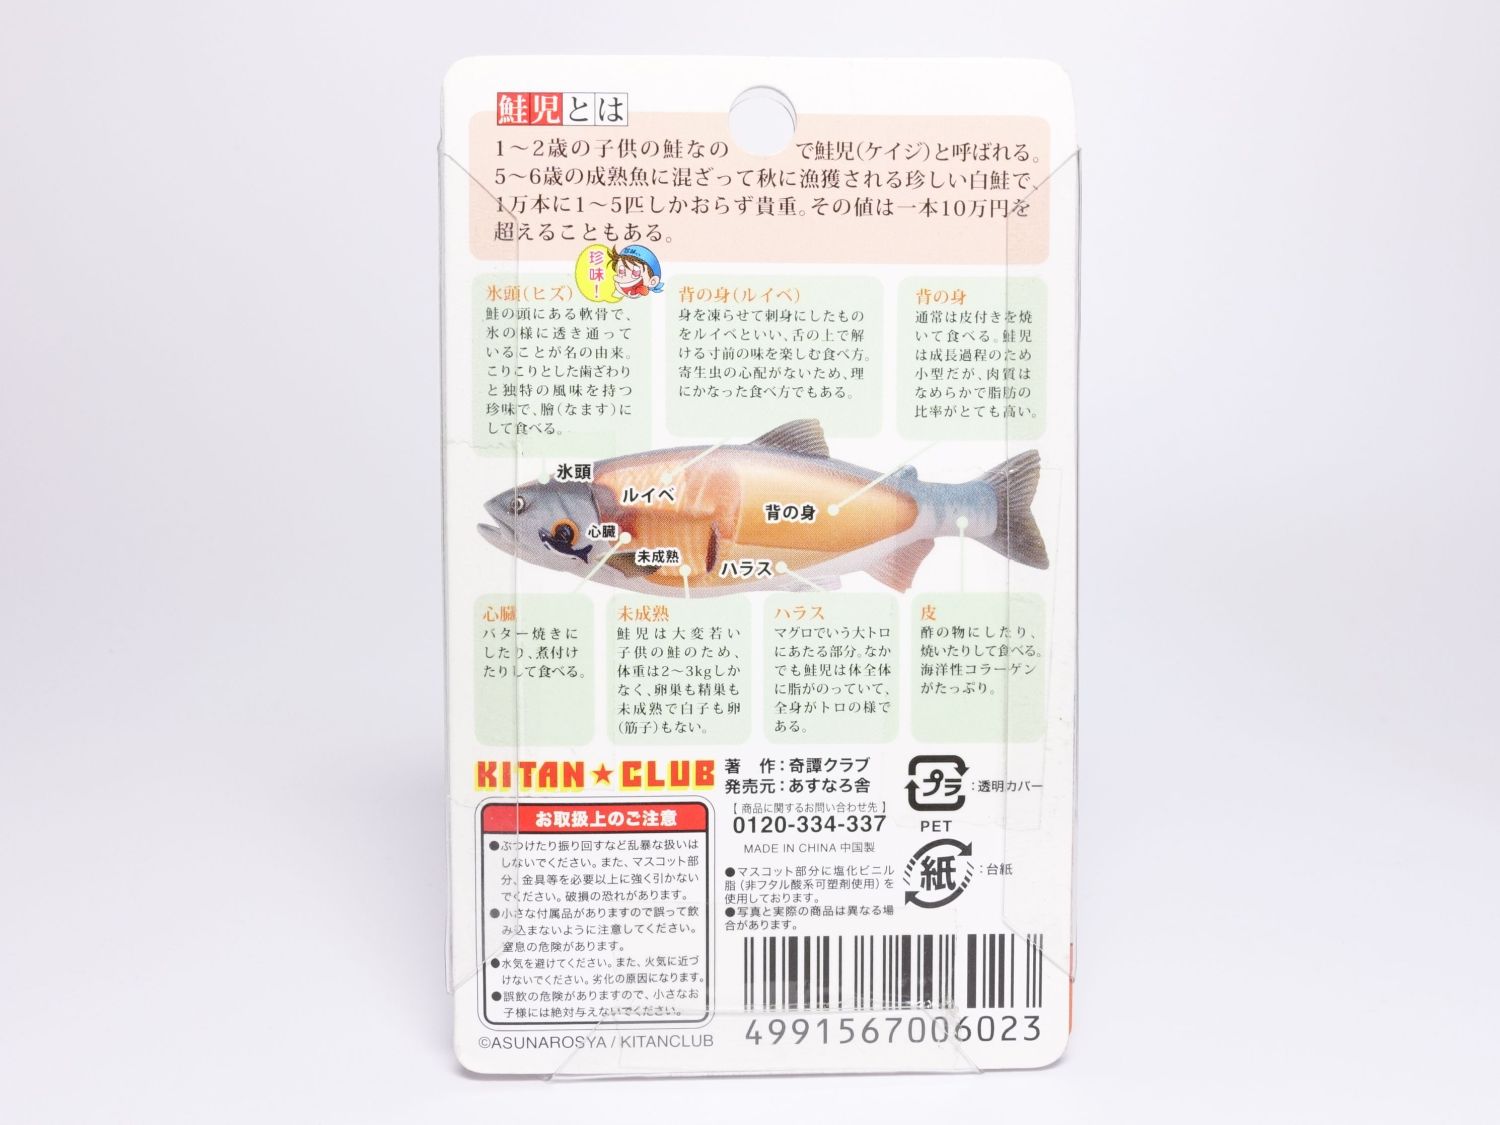 鮭児とは
1～2歳の子供の鮭なの で鮭児(ケイジ)と呼ばれる。
5～6歳の成熟魚に混ざって秋に漁獲される珍しい白鮭で、
1万本に1～5匹しかおらず貴重。その値は一本10万円を
超えることもある。
珍味!
氷頭(ヒズ)
鮭の頭にある軟骨で、
氷の様に透き通って
いることが名の由来。
こりこりとした歯ざわり
と独特の風味を持つ
珍味で、膾(なます)に
して食べる。
背の身(ルイベ)
身を凍らせて刺身にしたもの
をルイベといい、舌の上で解
ける寸前の味を楽しむ食べ方。
寄生虫の心配がないため、理
にかなった食べ方でもある。
背の身
通常は皮付きを焼
いて食べる。鮭児
は成長過程のため
小型だが、肉質は
なめらかで脂肪の
比率がとても高い。
氷頭
ルイベ
背の身
心臓
未成熟
ハラス
心臓
バター焼きに
したり、煮付け
たりして食べる。
未成熟
鮭児は大変若い
子供の鮭のため、
体重は2～3kgしか
なく、卵巣も精巣も
未成熟で白子も卵
(筋子)もない。
ハラス
マグロでいう大トロ
にあたる部分。なか
でも鮭児は体全体
に脂がのっていて、
全身がトロの様で
ある。
皮
酢の物にしたり、
焼いたりして食べる。
海洋性コラーゲン
がたっぷり。
KITAN★CLUB
著 作:奇譚クラブ
発売元:あすなろ舎
【商品に関するお問い合わせ先】
0120-334-337
MADE IN CHINA 中国製
●マスコット部分に塩化ビニル
脂(非フタル酸系可塑剤使用)を
使用しております。
●写真と実際の商品は異なる場
合があります。
プラ
:透明カバー
PET
紙
:台紙
お取扱上のご注意
●ぶつけたり振り回すなど乱暴な扱いは
しないでください。また、マスコット部
分、金具等を必要以上に強く引かない
でください。破損の恐れがあります。
●小さな付属品がありますので誤って飲
み込まないように注意してください。
窒息の危険があります。
●水気を避けてください。また、火気に近づ
けないでください。劣化の原因になります。
●誤飲の危険がありますので、小さなお
子様には絶対与えないでください。
©ASUNAROSYA / KITANCLUB
4991567006023